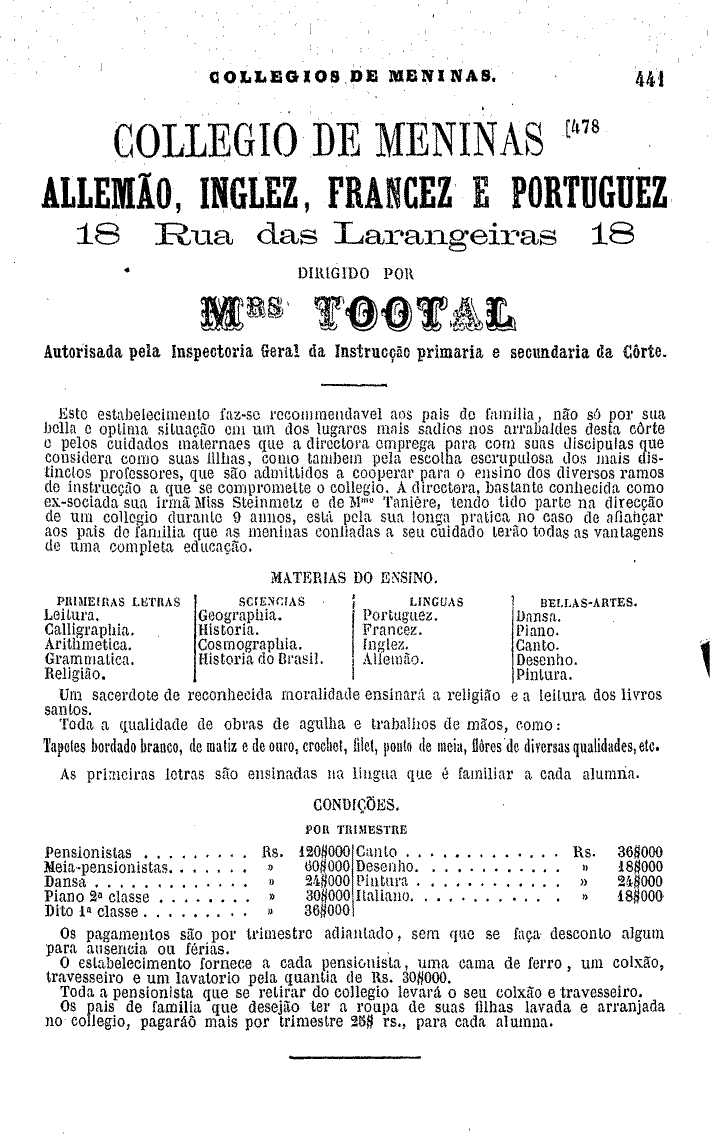 COLLEGIOS DE MENINAS. 441
COLLEGIO DE MENINAS [478
ALLEMÃO, INGLEZ, FRANCEZ E PORTUGUEZ
18 Rua das Larangeiras 18
DIRIGIDO POR
Mrs TOOTAL
Autorisada pela Inspectoria Geral da Instrucção primaria e secundaria da Côrte.
Este estabelecimento faz-se recommendavel aos pais de familia, não só por sua
bella e optima situação em um dos lugares mais sadios nos arrabaldes desta côrte
e pelos cuidados maternaes que a directora emprega para com suas discipulas que
considera como suas filhas, como tambem pela escolha escrupulosa dos mais dis-
tinctos professores, que são admittidos a cooperar para o ensino dos diversos ramos
de instrucção a que se compromette o collegio. A directora, bastante conhecida como
ex-sociada sua irmã Miss Steinmetz e de Mme Tanière, tendo tido parte na direcção
de um collegio durante 9 annos, está pela sua longa pratica no caso de afiançar
aos pais de familia que as meninas confiadas a seu cuidado terão todas as vantagens
de uma completa educação.
MATERIAS DO ENSINO.
PRIMEIRAS LETRAS SCIENCIAS LINGUAS BELLAS-ARTES.
Leitura. Geographia. Portuguez. Dansa.
Calligraphia. Historia. Francez. Piano.
Arithmetica. Cosmographia. Inglez. Canto.
Grammatica. Historia do Brasil. Allemão. Desenho.
Religião. Pintura.
Um sacerdote de reconhecida moralidade ensinará a religião e a leitura dos livros
santos.
Toda a qualidade de obras de agulha e trabalhos de mãos, como:
Tapetes bordado branco, de matiz e de ouro, crochet, filet, ponto de meia, flôres de diversas qualidades, etc.
As primeiras letras são ensinadas na lingua que é familiar a cada alumna.
CONDIÇÕES.
POR TRIMESTRE
Pensionistas . . . . . . . . . Rs. 120$000 Canto . . . . . . . . . . . . . Rs. 36$000
Meia-pensionistas. . . . . . . » 60$000 Desenho. . . . . . . . . . . . » 18$000
Dansa . . . . . . . . . . . . . » 24$000 Pintura . . . . . . . . . . . . » 24$000
Piano 2ª classe . . . . . . . . » 30$000 Italiano. . . . . . . . . . . . » 18$000
Dito 1ª classe . . . . . . . . . » 36$000
Os pagamentos são por trimestre adiantado, sem que se faça desconto algum
para ausencia ou férias.
O estabelecimento fornece a cada pensionista, uma cama de ferro, um colxão,
travesseiro e um lavatorio pela quantia de Rs. 30$000.
Toda a pensionista que se retirar do collegio levará o seu colxão e travesseiro.
Os pais de familia que desejão ter a roupa de suas filhas lavada e arranjada
no collegio, pagaráõ mais por trimestre 25$ rs., para cada alumna.